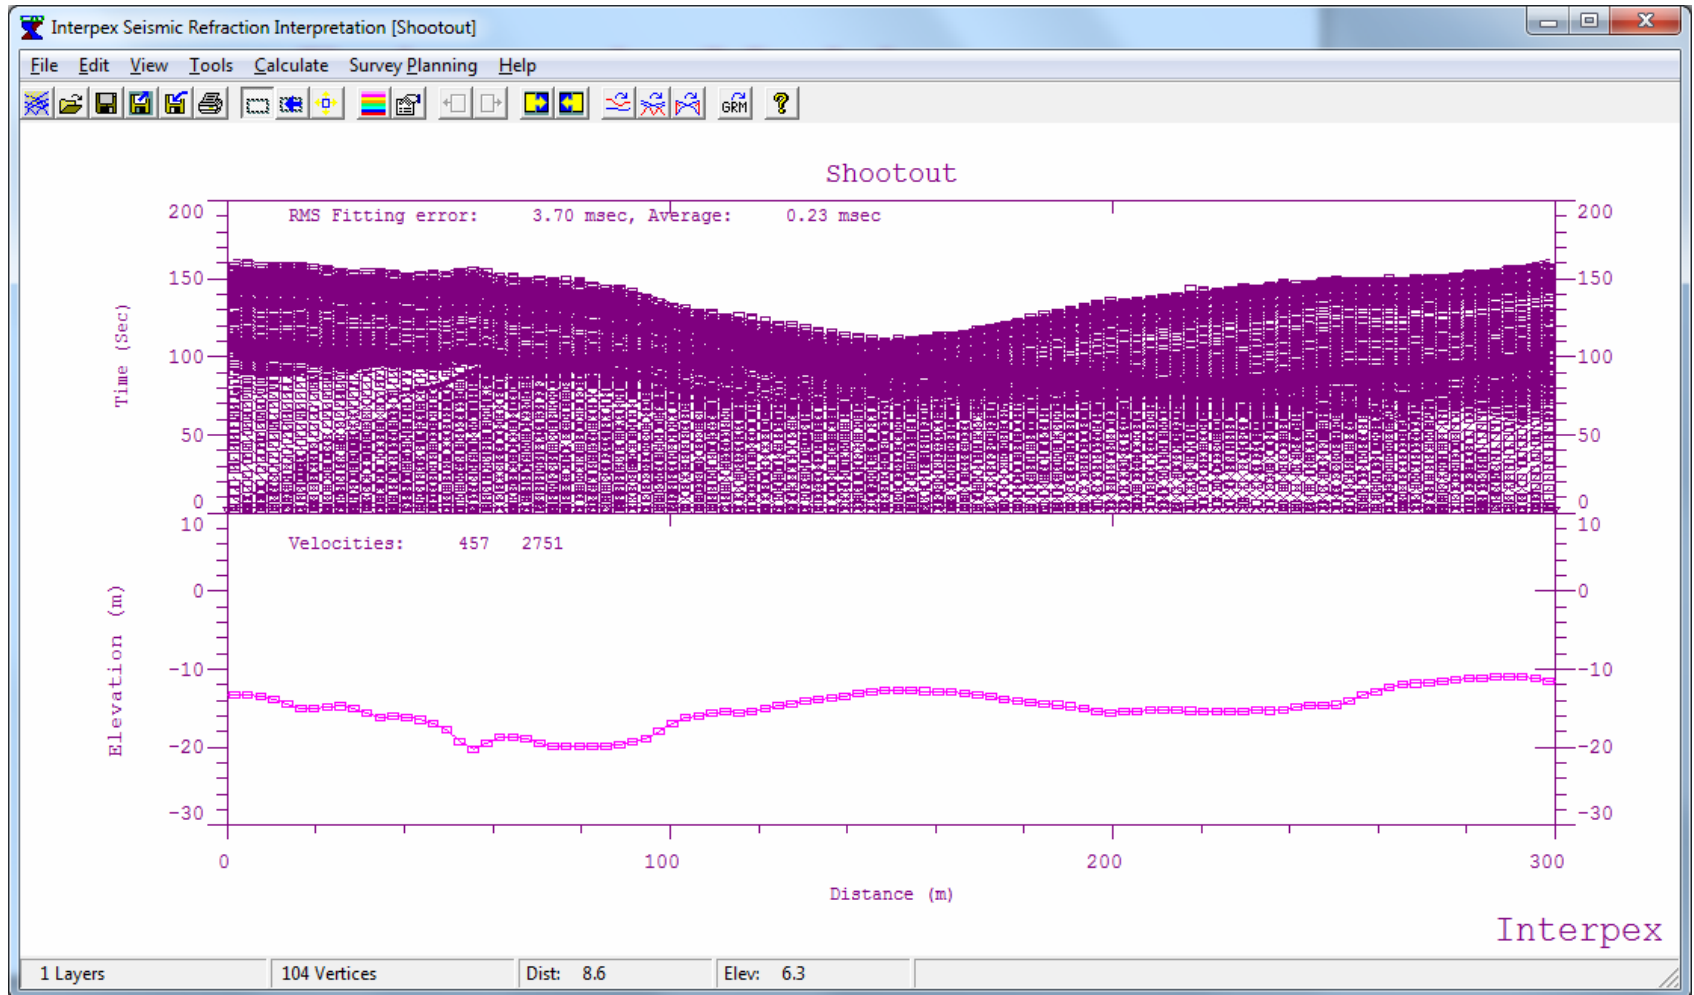 Interpex Seismic Refraction Interpretation [Shootout]
File Edit View Tools Calculate Survey Planning Help
GRM ?
Shootout
RMS Fitting error: 3.70 msec, Average: 0.23 msec
200 200
150 150
100 100
50 50
0 0
Time (Sec)
10 10
Velocities: 457 2751
0 0
-10 -10
-20 -20
-30 -30
Elevation (m)
0 100 200 300
Distance (m)
Interpex
1 Layers 104 Vertices Dist: 8.6 Elev: 6.3